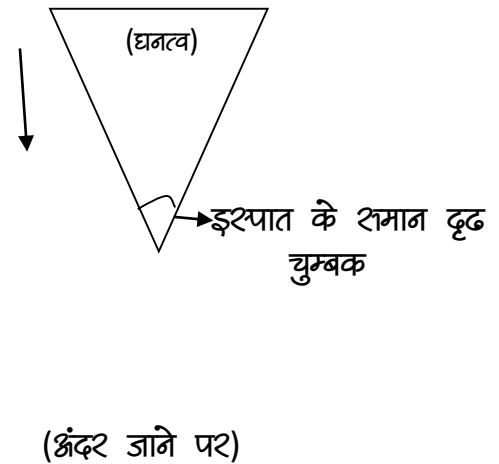 (घनत्व)
इस्पात के समान दृढ
चुम्बक
(अंदर जाने पर)